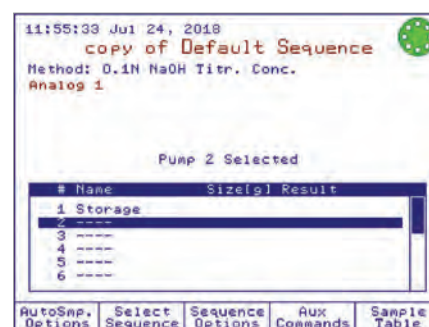 11:55:33 Jul 24, 2018
copy of Default Sequence
Method: 0.1N NaOH Titr. Conc.
Analog 1
Pump 2 Selected
# Name Size[g] Result
1 Storage
2 ----
3 ----
4 ----
5 ----
6 ----
AutoSmp. Options Select Sequence Sequence Options Aux Commands Sample Table